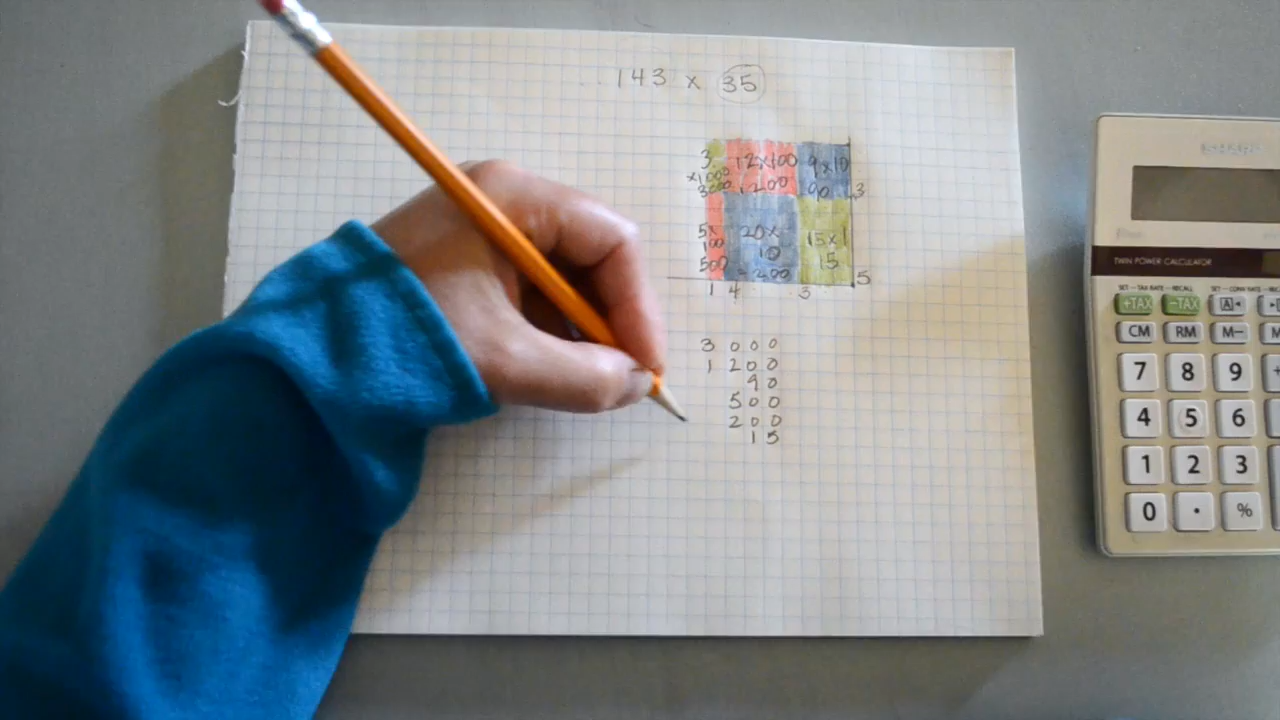 143 x 35
3 12x100 9x10
x1000
3000 1200 90 3
5x 20x 15x1
100 10 15
500 = 200
5
1 4 3
3000
1200
90
500
200
15
SHARP
TWIN POWER CALCULATOR
+TAX -TAX
CM RM M-
7 8 9
4 5 6
1 2 3
0 . %